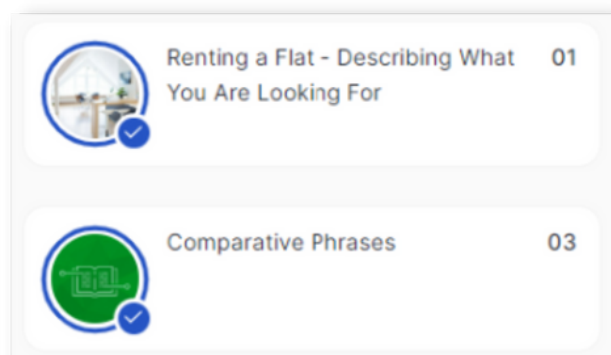 Renting a Flat - Describing What 01
You Are Looking For
Comparative Phrases 03